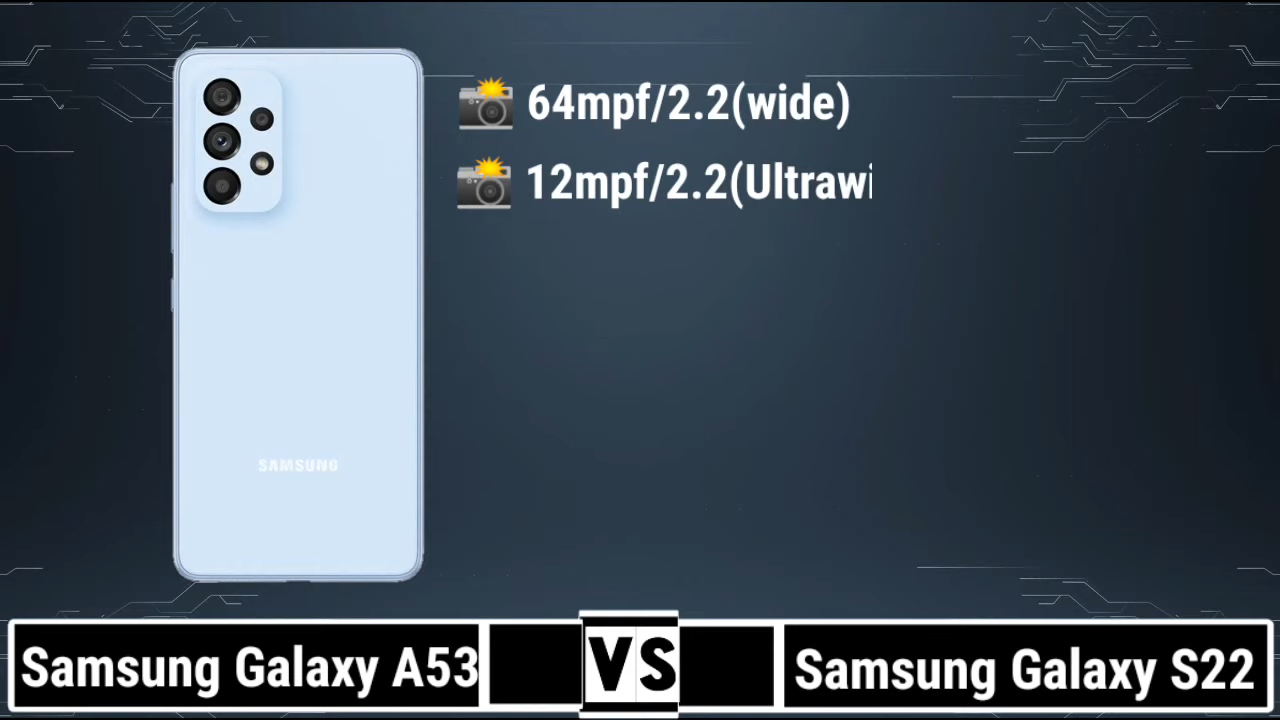 64mpf/2.2(wide)
12mpf/2.2(Ultrawi
SAMSUNG
Samsung Galaxy A53
VS
Samsung Galaxy S22